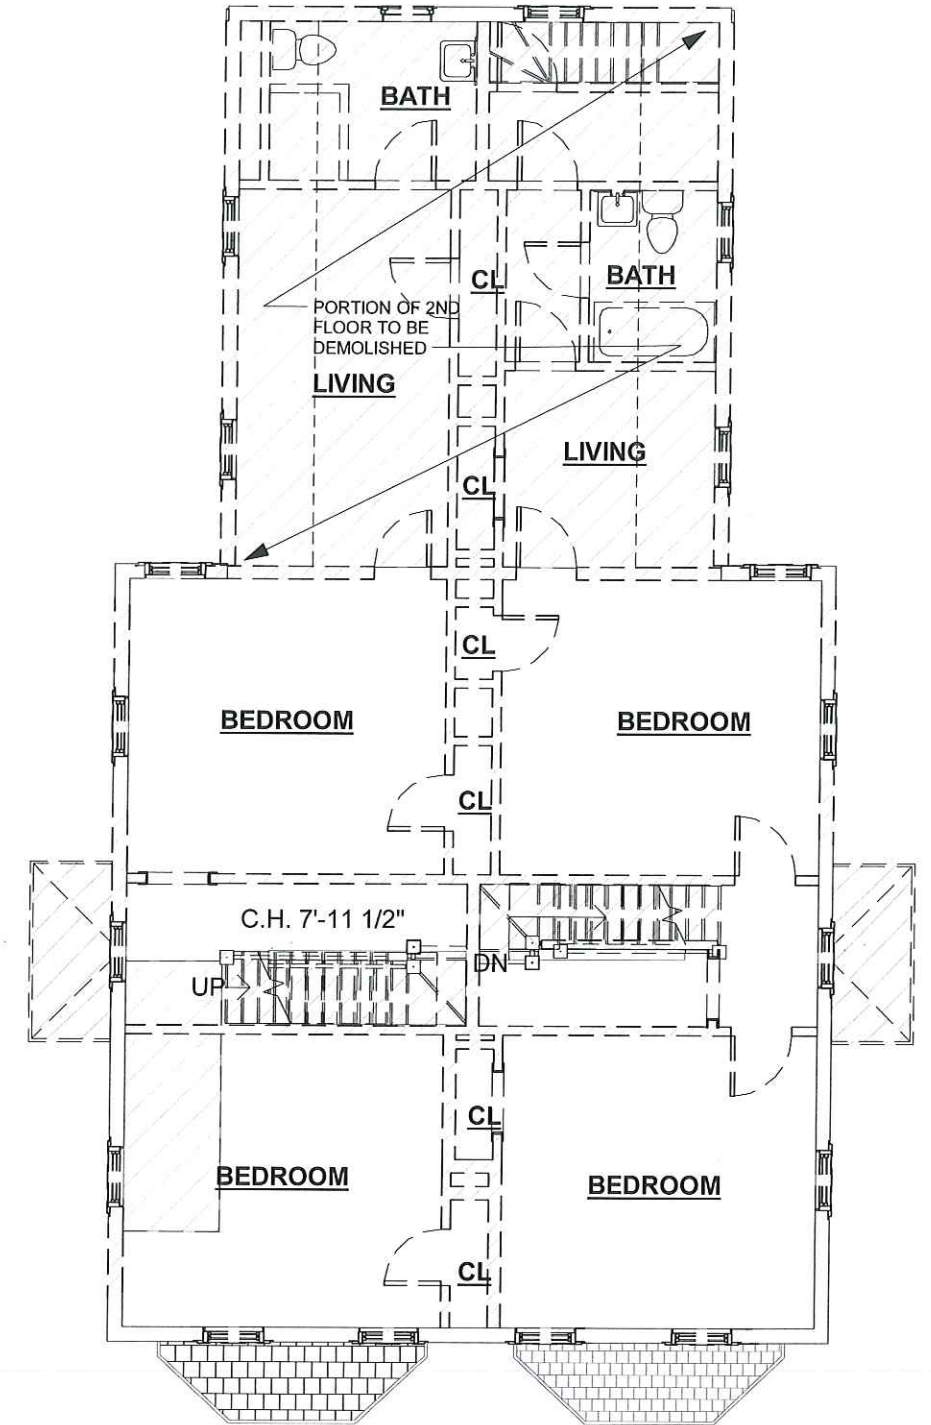 BATH
BATH
CL
PORTION OF 2ND
FLOOR TO BE
DEMOLISHED
LIVING
LIVING
CL
CL
BEDROOM
BEDROOM
CL
C.H. 7'-11 1/2"
DN
UP
CL
BEDROOM
BEDROOM
CL